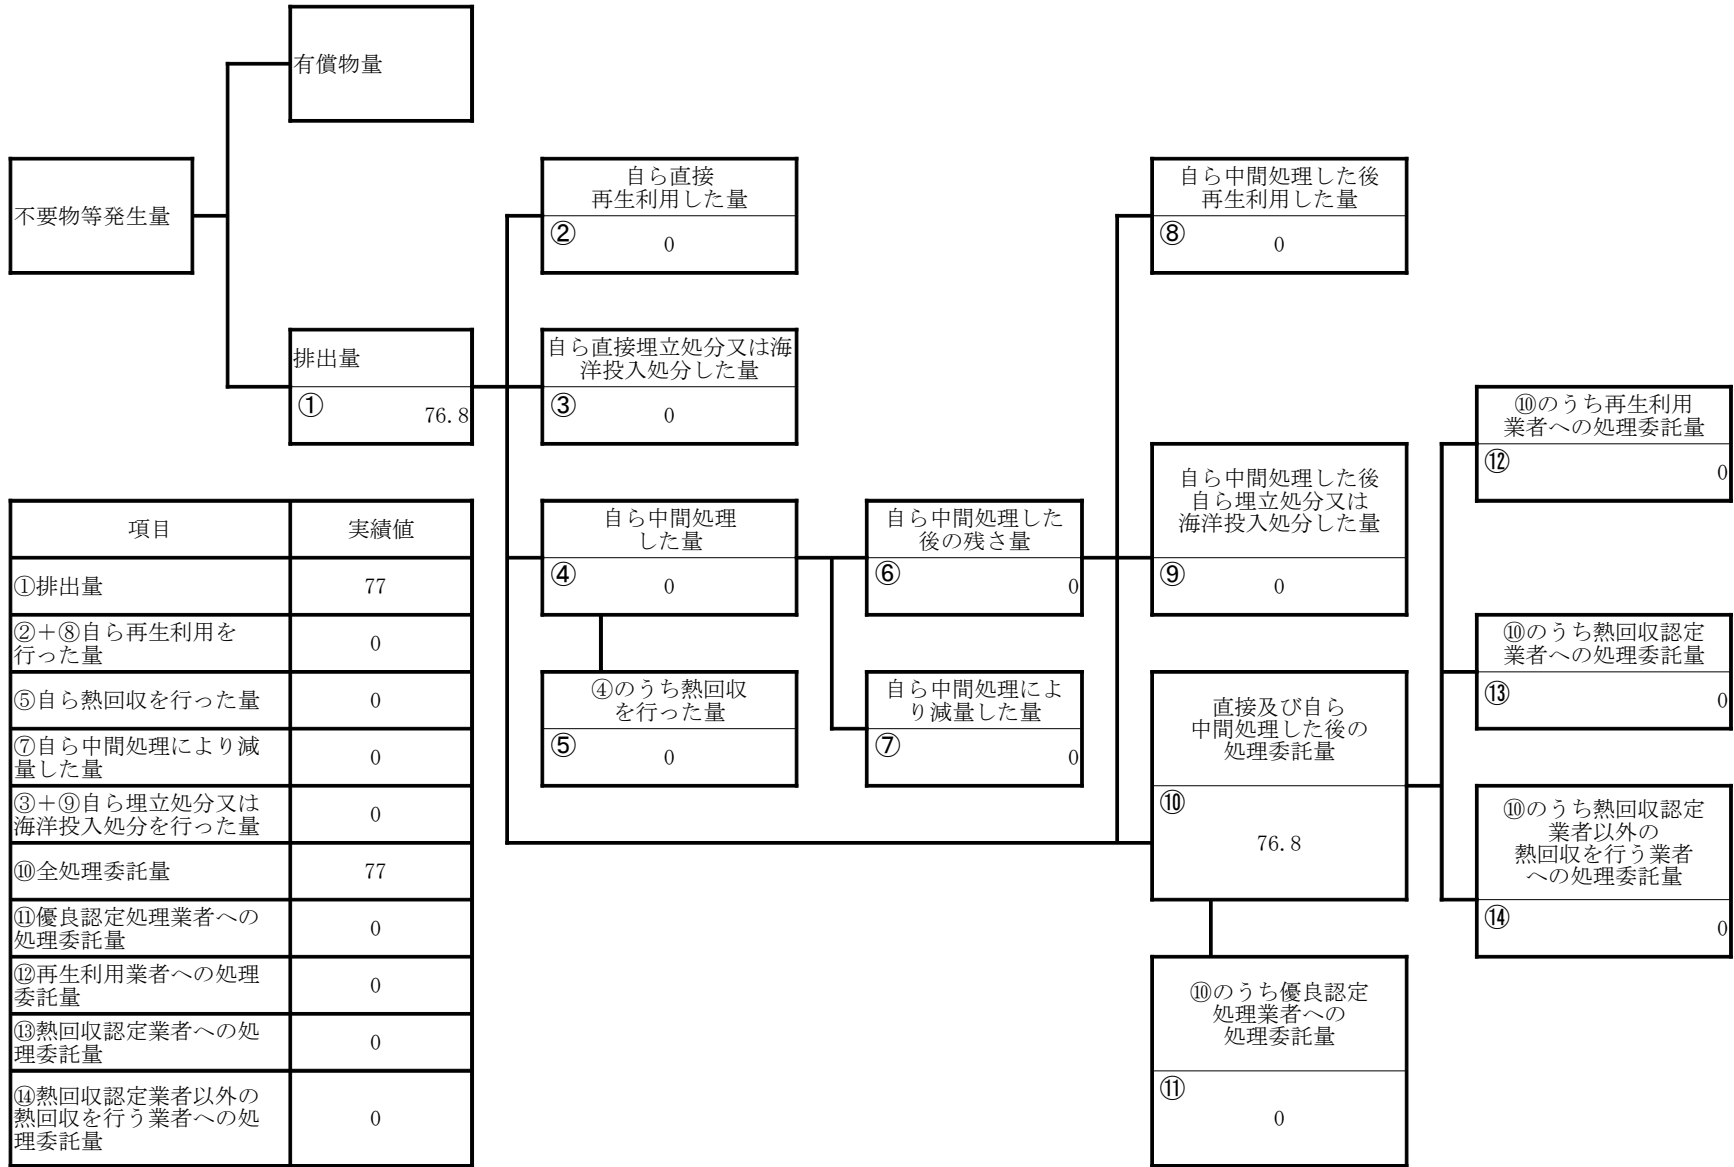 有償物量
不要物等発生量
自ら直接
再生利用した量
②
0
自ら中間処理した後
再生利用した量
⑧
0
排出量
①
76.8
自ら直接埋立処分又は海
洋投入処分した量
③
0
⑩のうち再生利用
業者への処理委託量
⑫
0
自ら中間処理
した量
④
0
自ら中間処理した
後の残さ量
⑥
0
自ら中間処理した後
自ら埋立処分又は
海洋投入処分した量
⑨
0
⑩のうち熱回収認定
業者への処理委託量
⑬
0
④のうち熱回収
を行った量
⑤
0
自ら中間処理によ
り減量した量
⑦
0
直接及び自ら
中間処理した後の
処理委託量
⑩
76.8
⑩のうち熱回収認定
業者以外の
熱回収を行う業者
への処理委託量
⑭
0
⑩のうち優良認定
処理業者への
処理委託量
⑪
0
項目 実績値
①排出量 77
②＋⑧自ら再生利用を
行った量 0
⑤自ら熱回収を行った量 0
⑦自ら中間処理により減
量した量 0
③＋⑨自ら埋立処分又は
海洋投入処分を行った量 0
⑩全処理委託量 77
⑪優良認定処理業者への
処理委託量 0
⑫再生利用業者への処理
委託量 0
⑬熱回収認定業者への処
理委託量 0
⑭熱回収認定業者以外の
熱回収を行う業者への処
理委託量 0